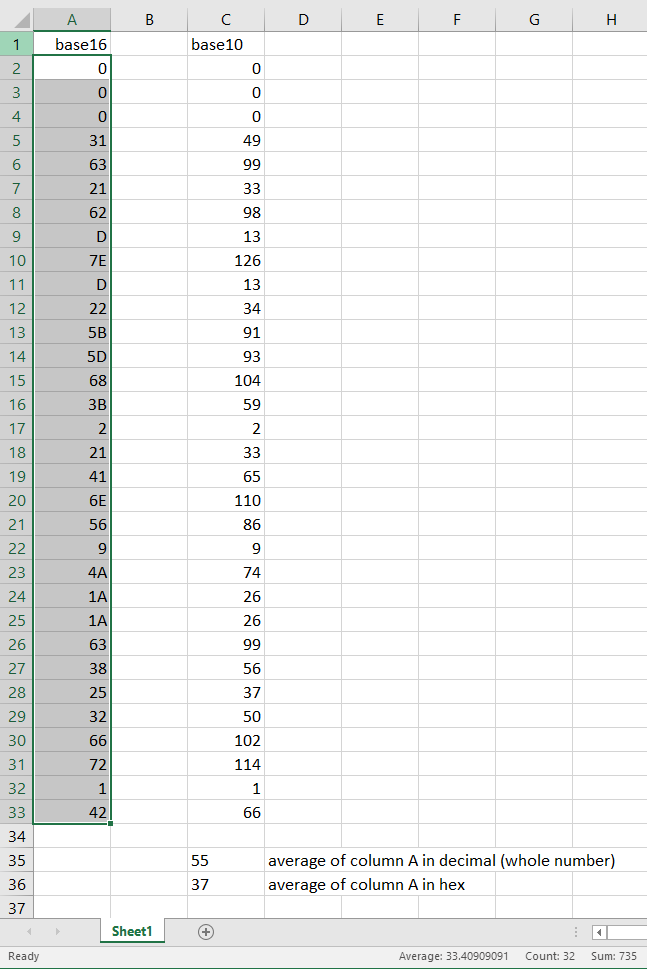 A B C D E F G H
1 base16 base10
2 0 0
3 0 0
4 0 0
5 31 49
6 63 99
7 21 33
8 62 98
9 D 13
10 7E 126
11 D 13
12 22 34
13 5B 91
14 5D 93
15 68 104
16 3B 59
17 2 2
18 21 33
19 41 65
20 6E 110
21 56 86
22 9 9
23 4A 74
24 1A 26
25 1A 26
26 63 99
27 38 56
28 25 37
29 32 50
30 66 102
31 72 114
32 1 1
33 42 66
34
35 55 average of column A in decimal (whole number)
36 37 average of column A in hex
37
Sheet1
Ready Average: 33.40909091 Count: 32 Sum: 735